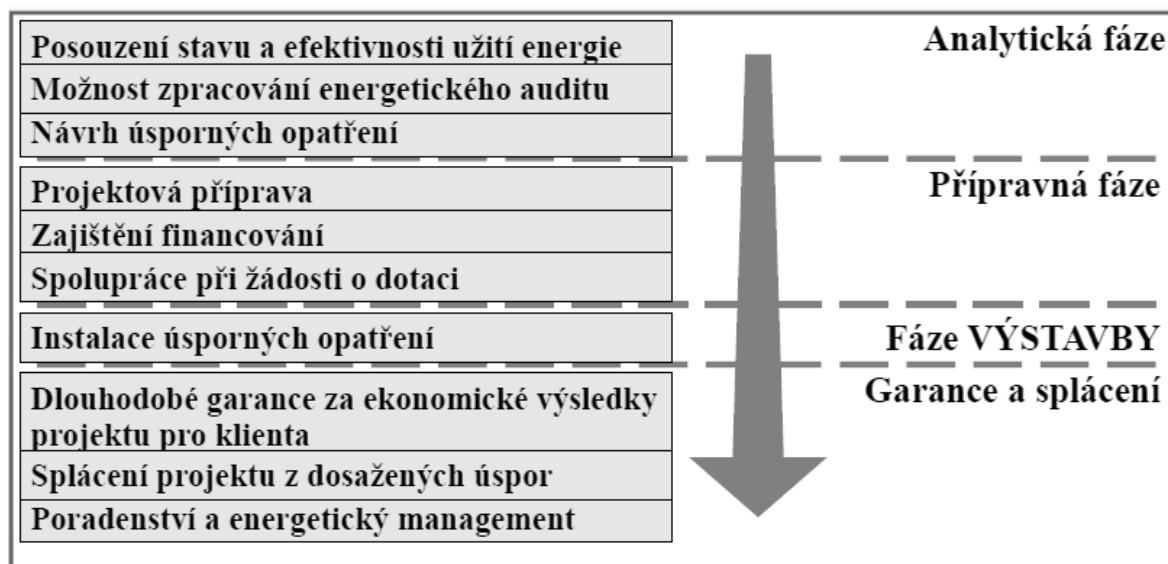 Posouzení stavu a efektivnosti užití energie
Možnost zpracování energetického auditu
Návrh úsporných opatření
Analytická fáze
Projektová příprava
Zajištění financování
Spolupráce při žádosti o dotaci
Přípravná fáze
Instalace úsporných opatření
Fáze VÝSTAVBY
Dlouhodobé garance za ekonomické výsledky
projektu pro klienta
Splácení projektu z dosažených úspor
Poradenství a energetický management
Garance a splácení